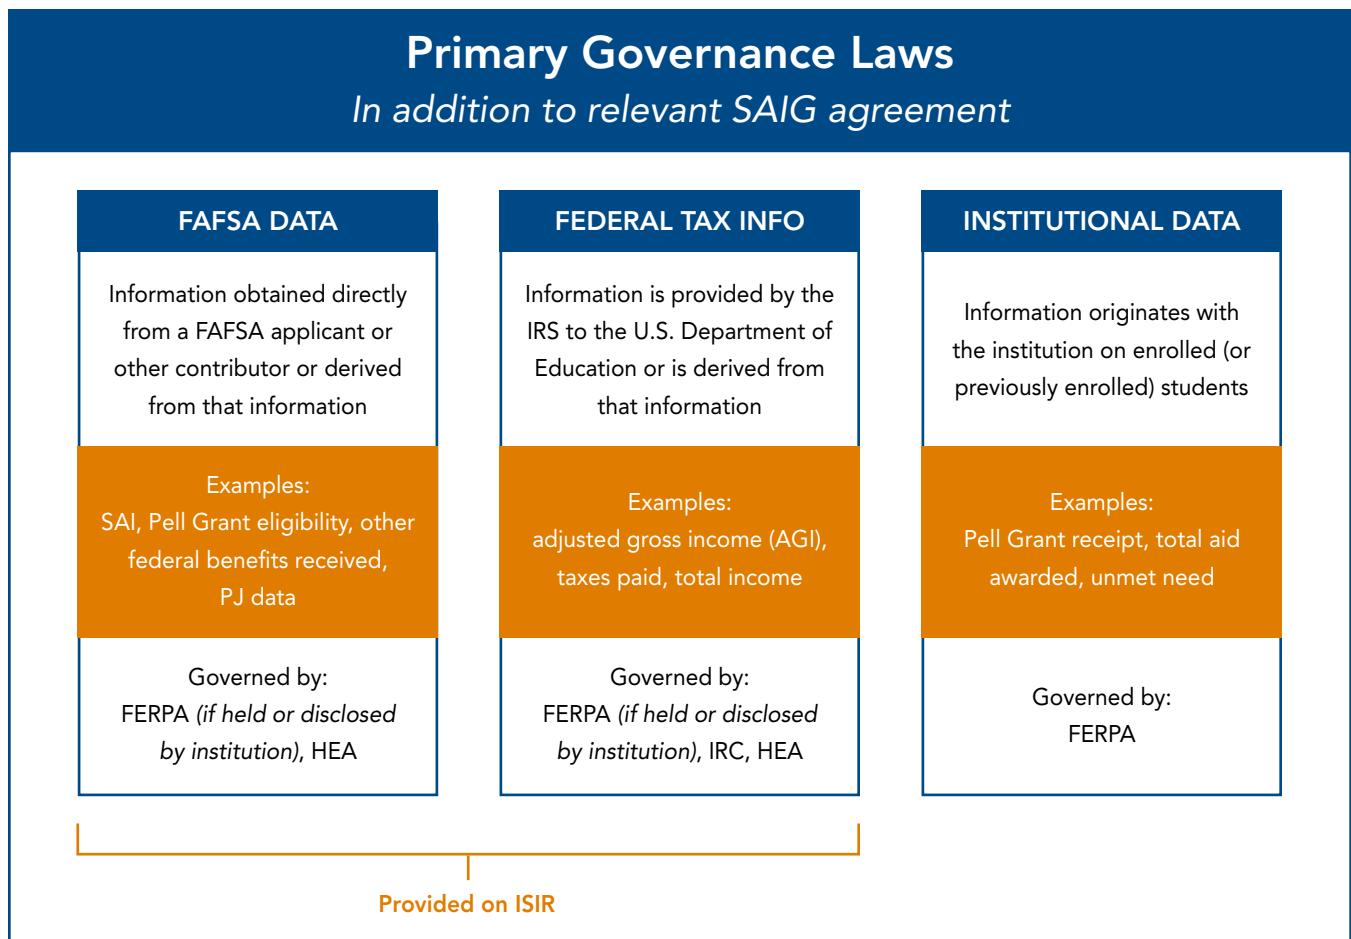 Primary Governance Laws
In addition to relevant SAIG agreement
FAFSA DATA
Information obtained directly
from a FAFSA applicant or
other contributor or derived
from that information
Examples:
SAI, Pell Grant eligibility, other
federal benefits received,
PJ data
Governed by:
FERPA (if held or disclosed
by institution), HEA
FEDERAL TAX INFO
Information is provided by the
IRS to the U.S. Department of
Education or is derived from
that information
Examples:
adjusted gross income (AGI),
taxes paid, total income
Governed by:
FERPA (if held or disclosed
by institution), IRC, HEA
INSTITUTIONAL DATA
Information originates with
the institution on enrolled (or
previously enrolled) students
Examples:
Pell Grant receipt, total aid
awarded, unmet need
Governed by:
FERPA
Provided on ISIR